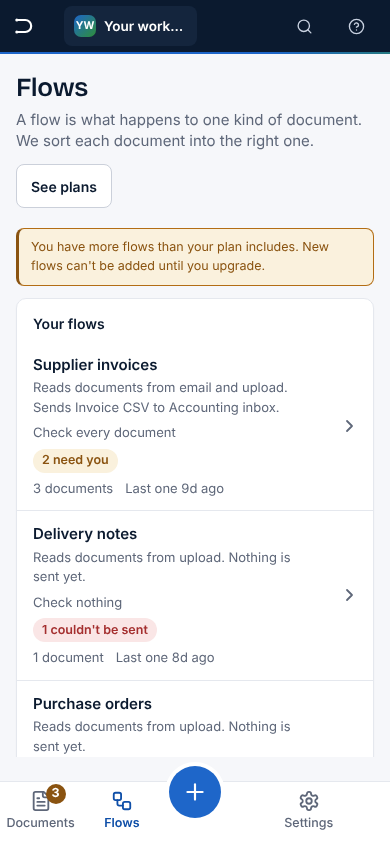 YW Your work...
Flows
A flow is what happens to one kind of document.
We sort each document into the right one.
See plans
You have more flows than your plan includes. New
flows can't be added until you upgrade.
Your flows
Supplier invoices
Reads documents from email and upload.
Sends Invoice CSV to Accounting inbox.
Check every document
2 need you
3 documents Last one 9d ago
Delivery notes
Reads documents from upload. Nothing is
sent yet.
Check nothing
1 couldn't be sent
1 document Last one 8d ago
Purchase orders
Reads documents from upload. Nothing is
sent yet.
3
Documents Flows Settings